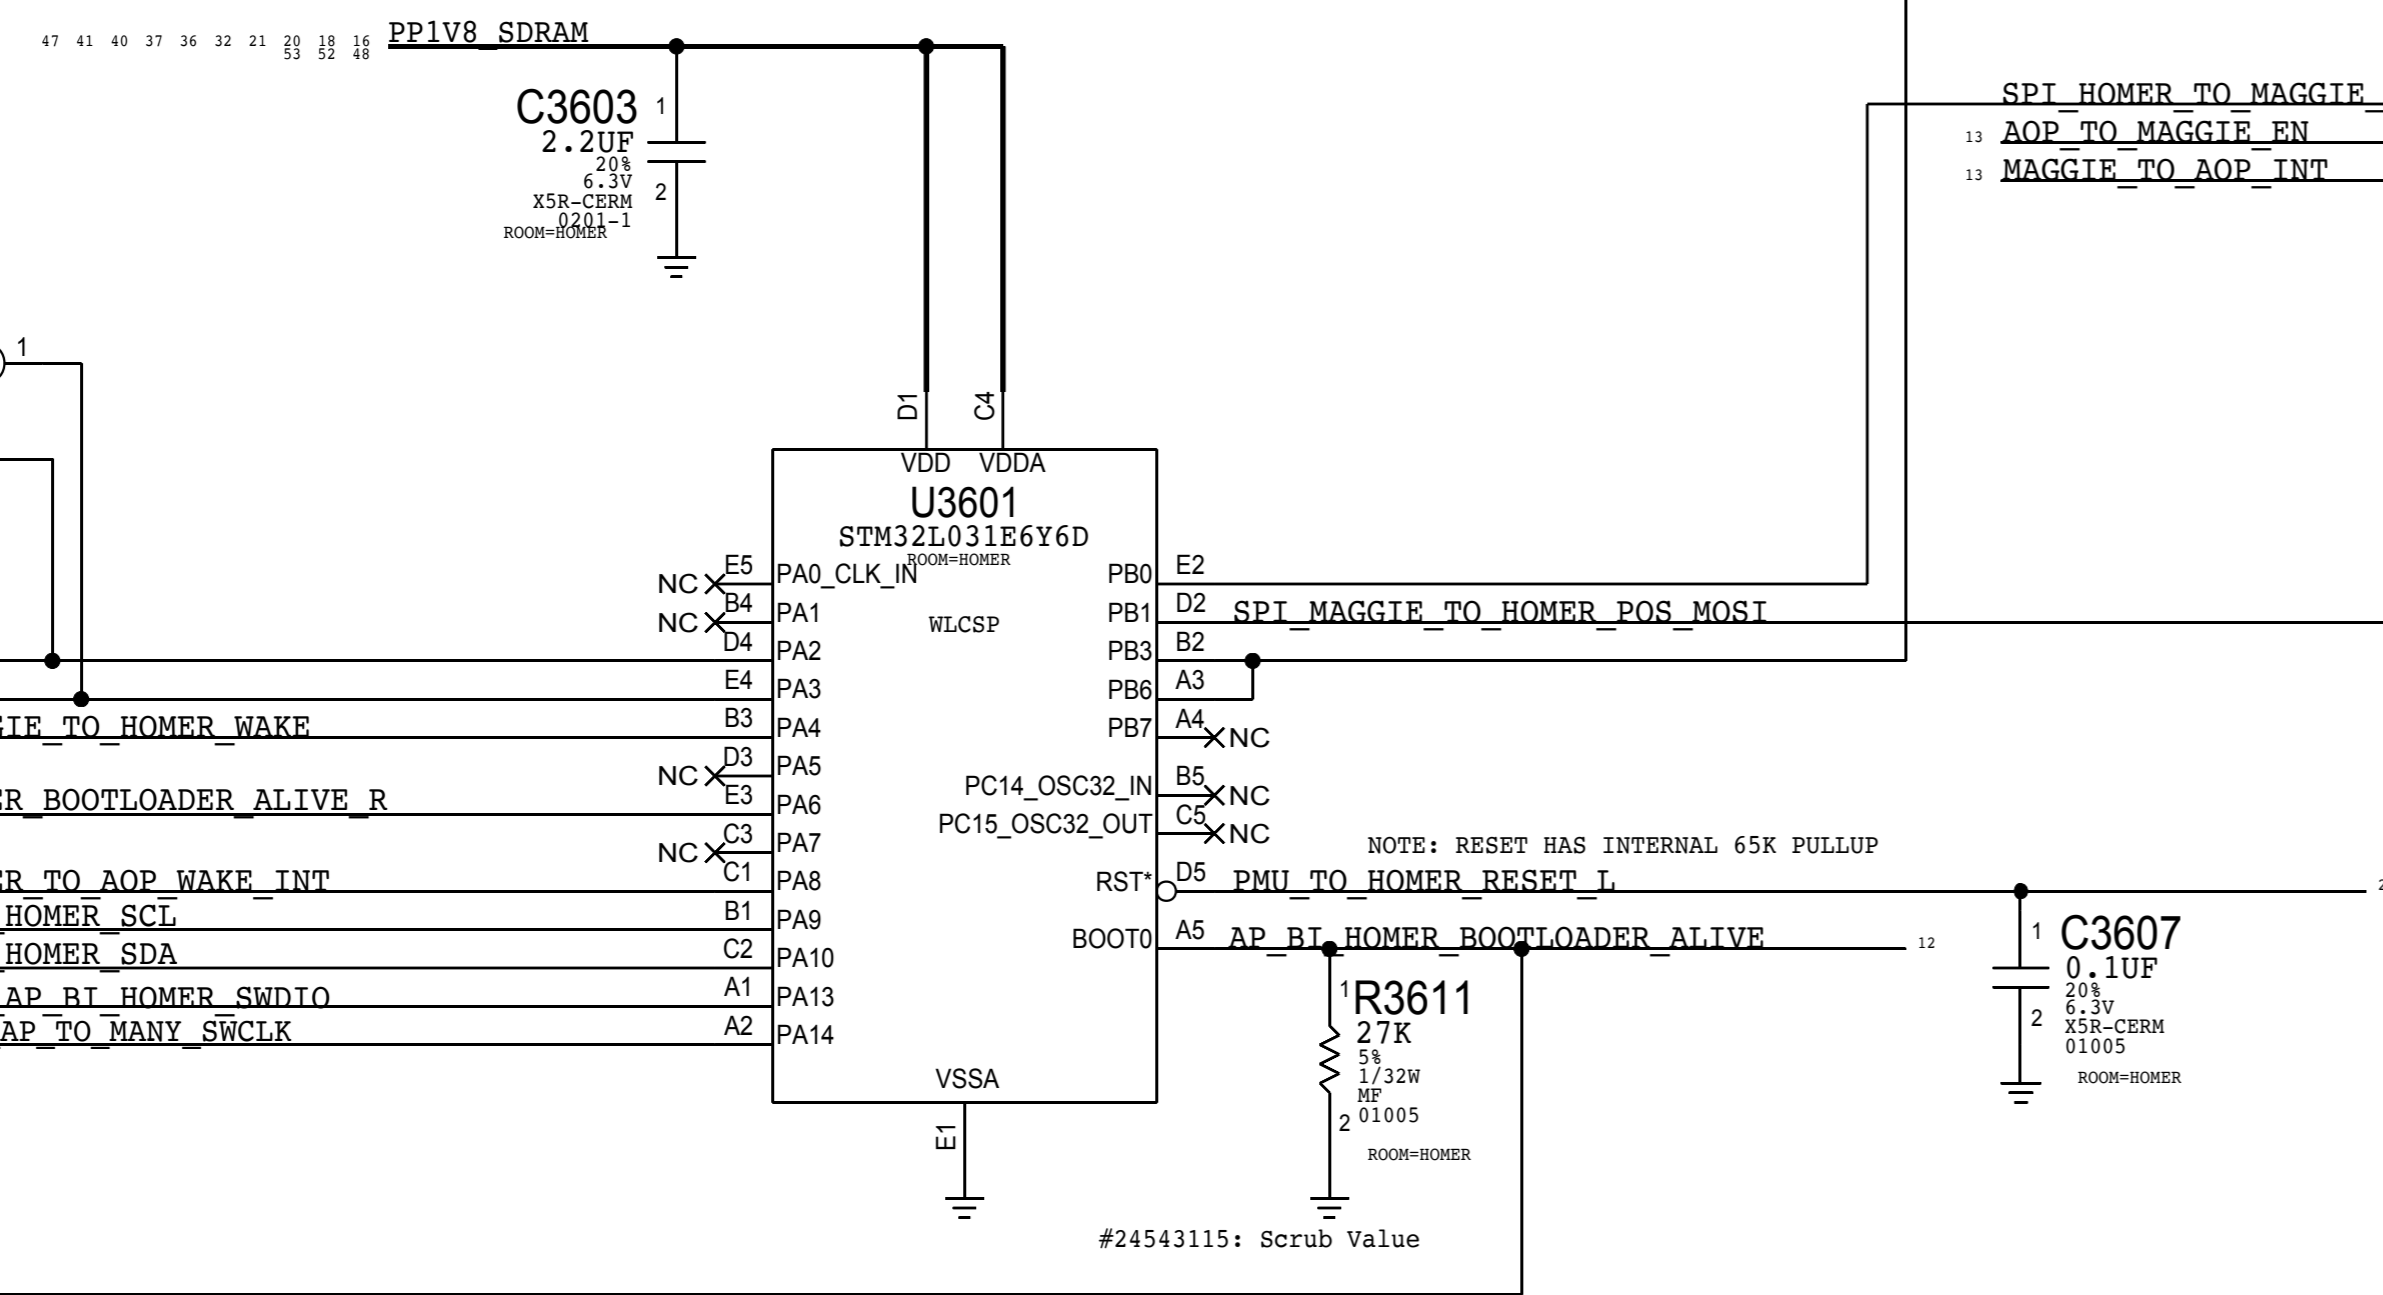 PP1V8_SDRAM
47 41 40 37 36 32 21 20 18 16
53 52 48
C3603
1
2.2UF
20%
6.3V
2
X5R-CERM
0201-1
ROOM=HOMER
SPI_HOMER_TO_MAGGIE_
13 AOP_TO_MAGGIE_EN
13 MAGGIE_TO_AOP_INT
1
D1
C4
VDD VDDA
U3601
STM32L031E6Y6D
ROOM=HOMER
WLCSP
NC E5 PA0_CLK_IN
NC B4 PA1
D4 PA2
E4 PA3
GIE_TO_HOMER_WAKE B3 PA4
NC D3 PA5
ER_BOOTLOADER_ALIVE_R E3 PA6
NC C3 PA7
ER_TO_AOP_WAKE_INT C1 PA8
_HOMER_SCL B1 PA9
_HOMER_SDA C2 PA10
AP_BI_HOMER_SWDIO A1 PA13
AP_TO_MANY_SWCLK A2 PA14
PB0 E2
PB1 D2 SPI_MAGGIE_TO_HOMER_POS_MOSI
PB3 B2
PB6 A3
PB7 A4 NC
PC14_OSC32_IN B5 NC
PC15_OSC32_OUT C5 NC
NOTE: RESET HAS INTERNAL 65K PULLUP
RST* D5 PMU_TO_HOMER_RESET_L 2
BOOT0 A5 AP_BI_HOMER_BOOTLOADER_ALIVE 12
VSSA
E1
1
R3611
27K
5%
1/32W
MF
2
01005
ROOM=HOMER
#24543115: Scrub Value
1
C3607
0.1UF
20%
6.3V
2
X5R-CERM
01005
ROOM=HOMER